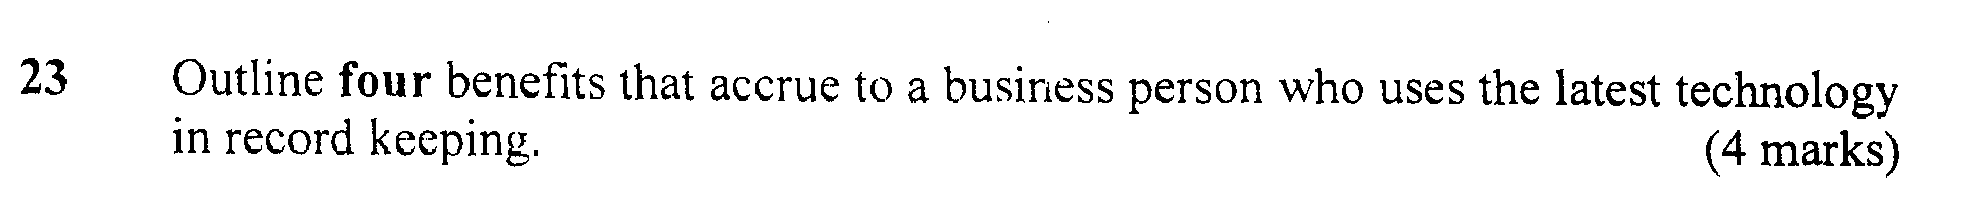 23 Outline four benefits that accrue to a business person who uses the latest technology
in record keeping. (4 marks)